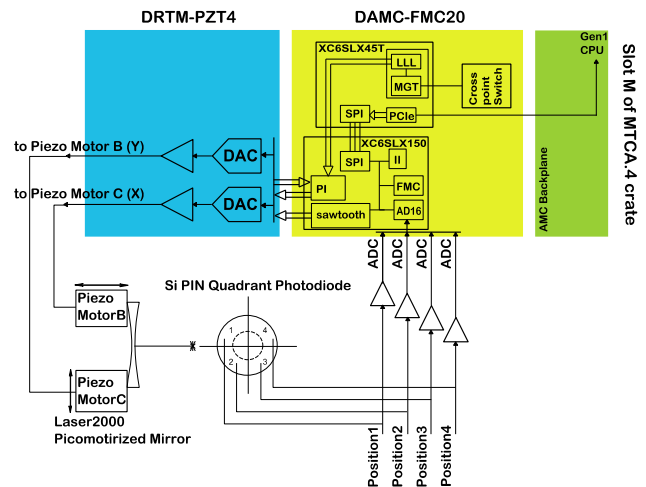 DRTM-PZT4
DAMC-FMC20
Gen1
CPU
XC6SLX45T
LLL
MGT
Cross
point
Switch
SPI
PCIe
Slot M of MTCA.4 crate
to Piezo Motor B (Y)
DAC
XC6SLX150
SPI
II
PI
FMC
to Piezo Motor C (X)
DAC
sawtooth
AD16
AMC Backplane
ADC
ADC
ADC
ADC
Si PIN Quadrant Photodiode
Piezo
MotorB
1
4
2
3
Piezo
MotorC
Laser2000
Picomotirized Mirror
Position1
Position2
Position3
Position4